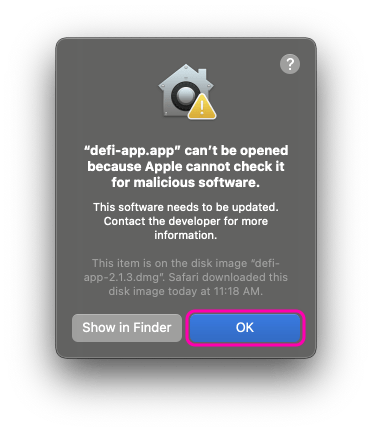 ?
“defi-app.app” can’t be opened
because Apple cannot check it
for malicious software.
This software needs to be updated.
Contact the developer for more
information.
This item is on the disk image “defi-
app-2.1.3.dmg”. Safari downloaded this
disk image today at 11:18 AM.
Show in Finder
OK